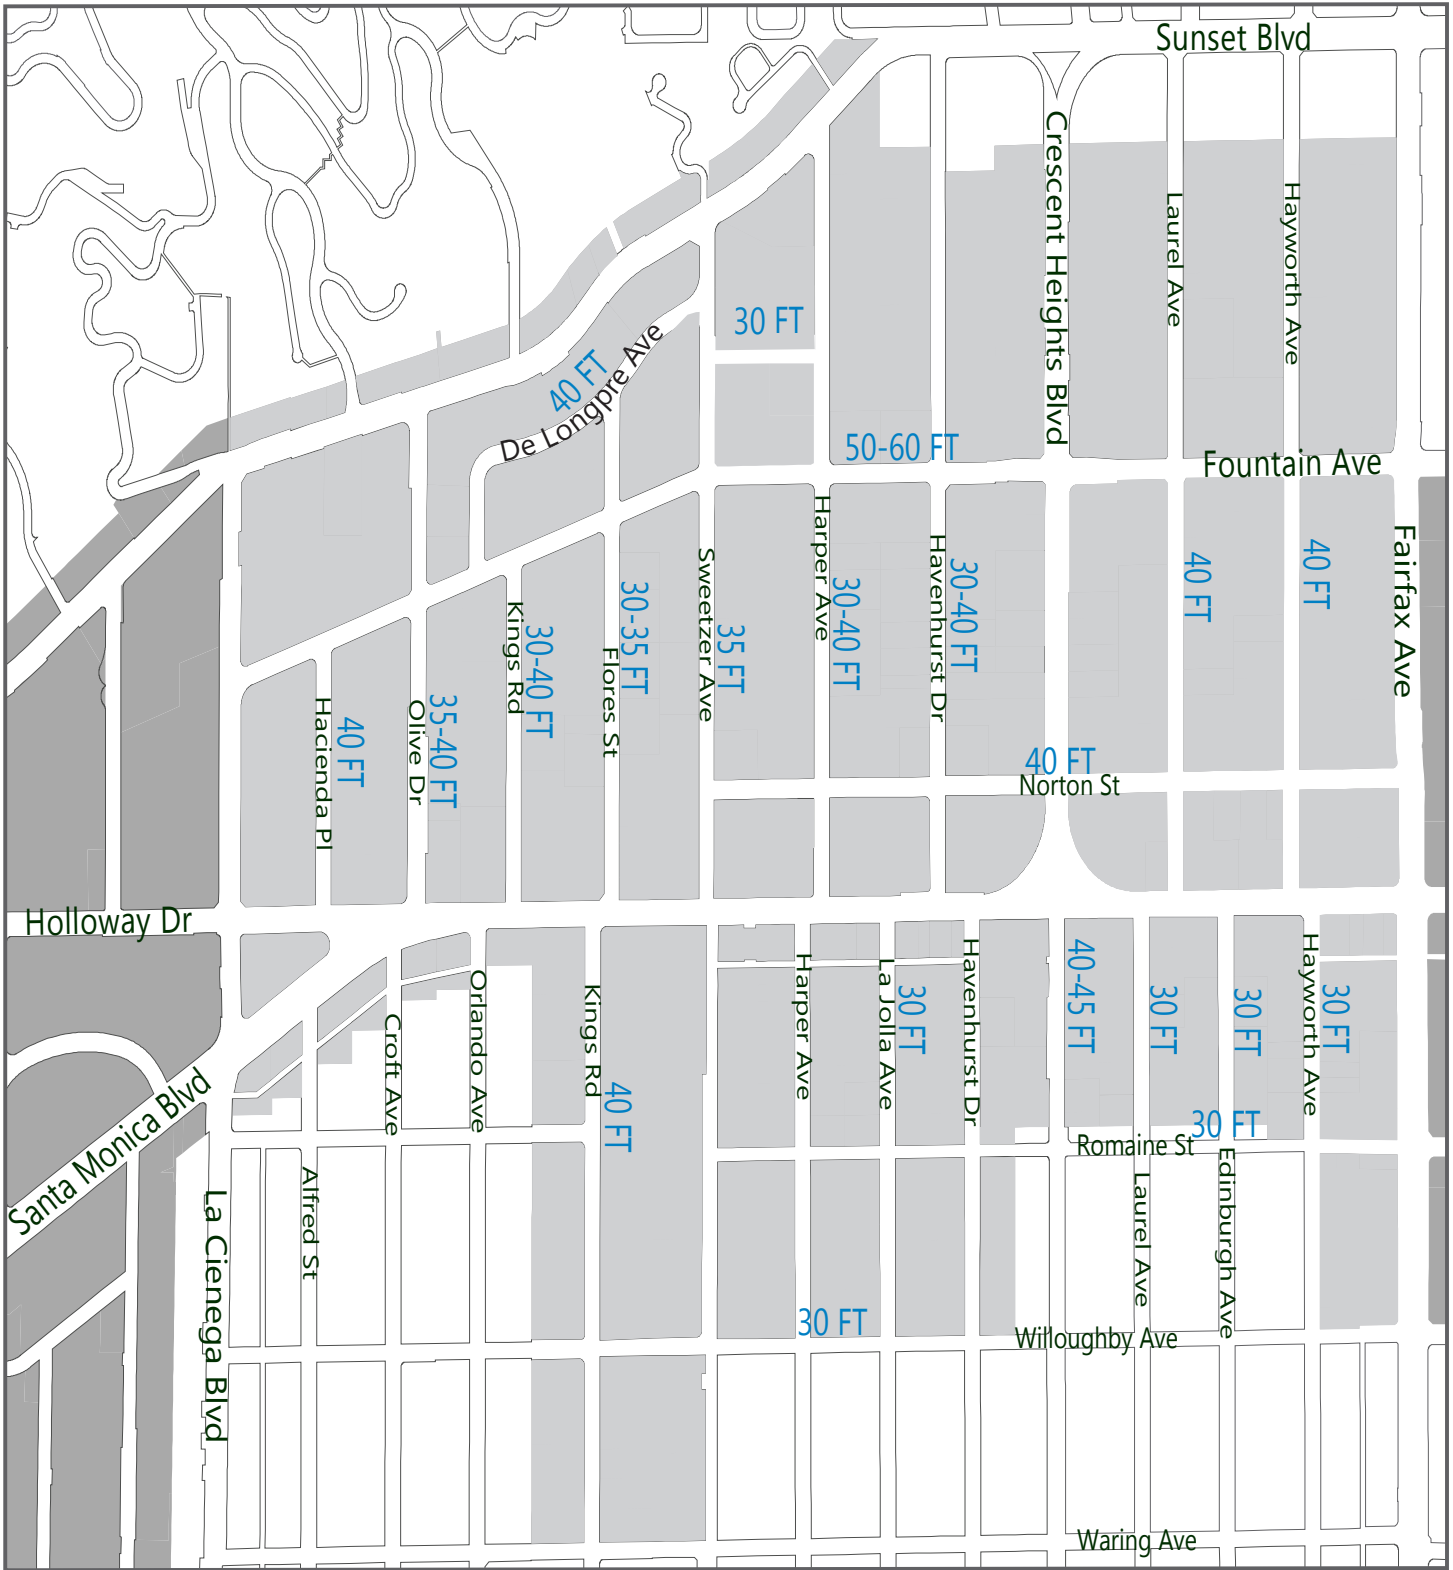 Sunset Blvd
Crescent Heights Blvd
Laurel Ave
Hayworth Ave
30 FT
40 FT
De Longpre Ave
50-60 FT
Fountain Ave
Harper Ave
30-40 FT
Havenhurst Dr
30-40 FT
40 FT
40 FT
Fairfax Ave
Sweetzer Ave
35 FT
30-35 FT
Flores St
Kings Rd
30-40 FT
Olive Dr
35-40 FT
Hacienda Pl
40 FT
40 FT
Norton St
Holloway Dr
Orlando Ave
Croft Ave
Kings Rd
40 FT
Harper Ave
La Jolla Ave
30 FT
Havenhurst Dr
40-45 FT
30 FT
30 FT
Hayworth Ave
30 FT
Santa Monica Blvd
30 FT
Romaine St
Alfred St
La Cienega Blvd
Laurel Ave
Edinburgh Ave
30 FT
Willoughby Ave
Waring Ave